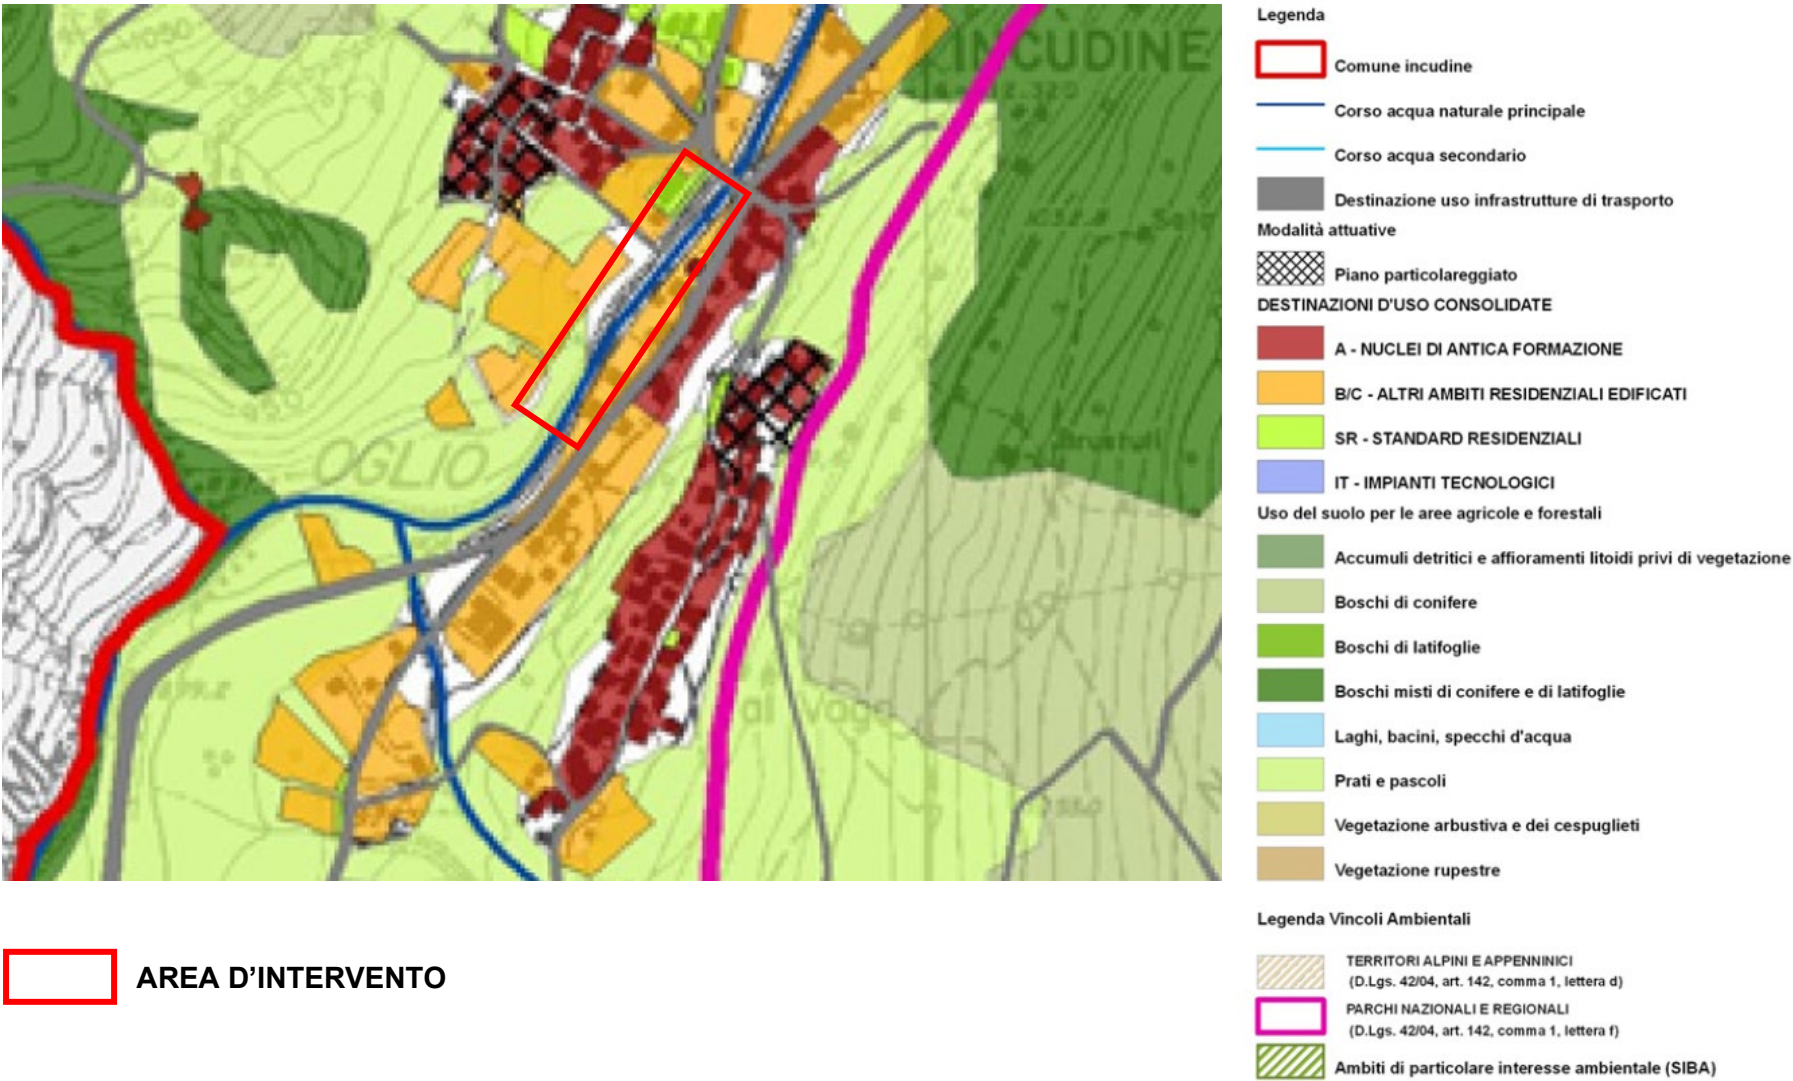 INCUDINE
OGLIO
al Vago
AREA D'INTERVENTO
Legenda
Comune incudine
Corso acqua naturale principale
Corso acqua secondario
Destinazione uso infrastrutture di trasporto
Modalità attuative
Piano particolareggiato
DESTINAZIONI D'USO CONSOLIDATE
A - NUCLEI DI ANTICA FORMAZIONE
B/C - ALTRI AMBITI RESIDENZIALI EDIFICATI
SR - STANDARD RESIDENZIALI
IT - IMPIANTI TECNOLOGICI
Uso del suolo per le aree agricole e forestali
Accumuli detritici e affioramenti litoidi privi di vegetazione
Boschi di conifere
Boschi di latifoglie
Boschi misti di conifere e di latifoglie
Laghi, bacini, specchi d'acqua
Prati e pascoli
Vegetazione arbustiva e dei cespuglieti
Vegetazione rupestre
Legenda Vincoli Ambientali
TERRITORI ALPINI E APPENNINICI
(D.Lgs. 42/04, art. 142, comma 1, lettera d)
PARCHI NAZIONALI E REGIONALI
(D.Lgs. 42/04, art. 142, comma 1, lettera f)
Ambiti di particolare interesse ambientale (SIBA)